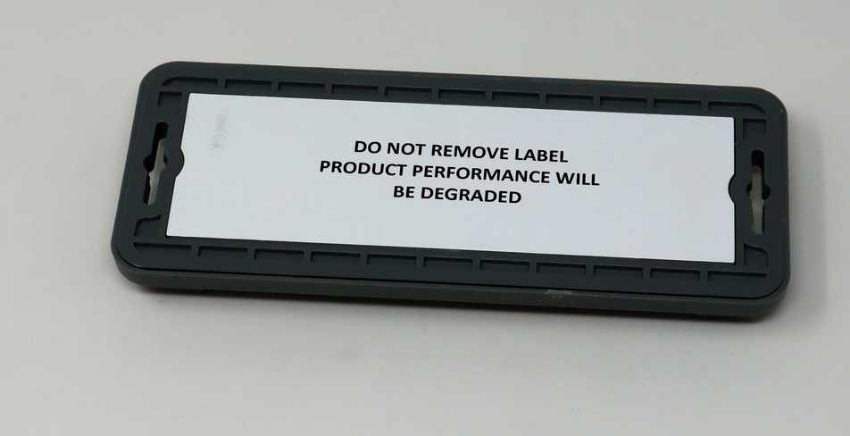 DO NOT REMOVE LABEL
PRODUCT PERFORMANCE WILL
BE DEGRADED